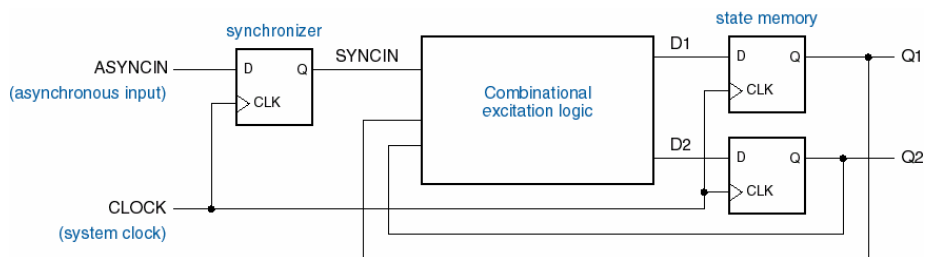 synchronizer
state memory
ASYNCIN
(asynchronous input)
D
Q
CLK
SYNCIN
Combinational
excitation logic
D1
D
Q
CLK
Q1
D2
D
Q
CLK
Q2
CLOCK
(system clock)